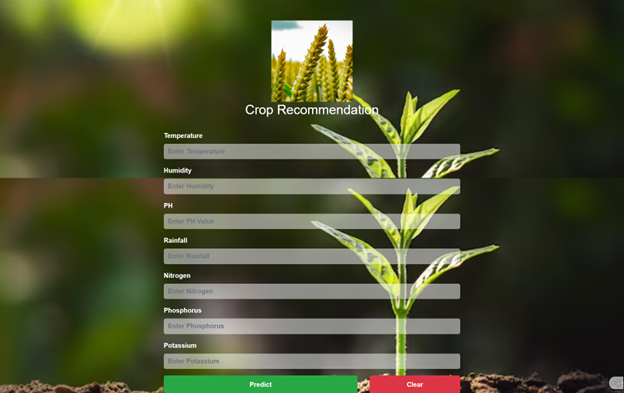 Crop Recommendation
Temperature
Enter Temperature
Humidity
Enter Humidity
PH
Enter PH Value
Rainfall
Enter Rainfall
Nitrogen
Enter Nitrogen
Phosphorus
Enter Phosphorus
Potassium
Enter Potassium
Predict Clear